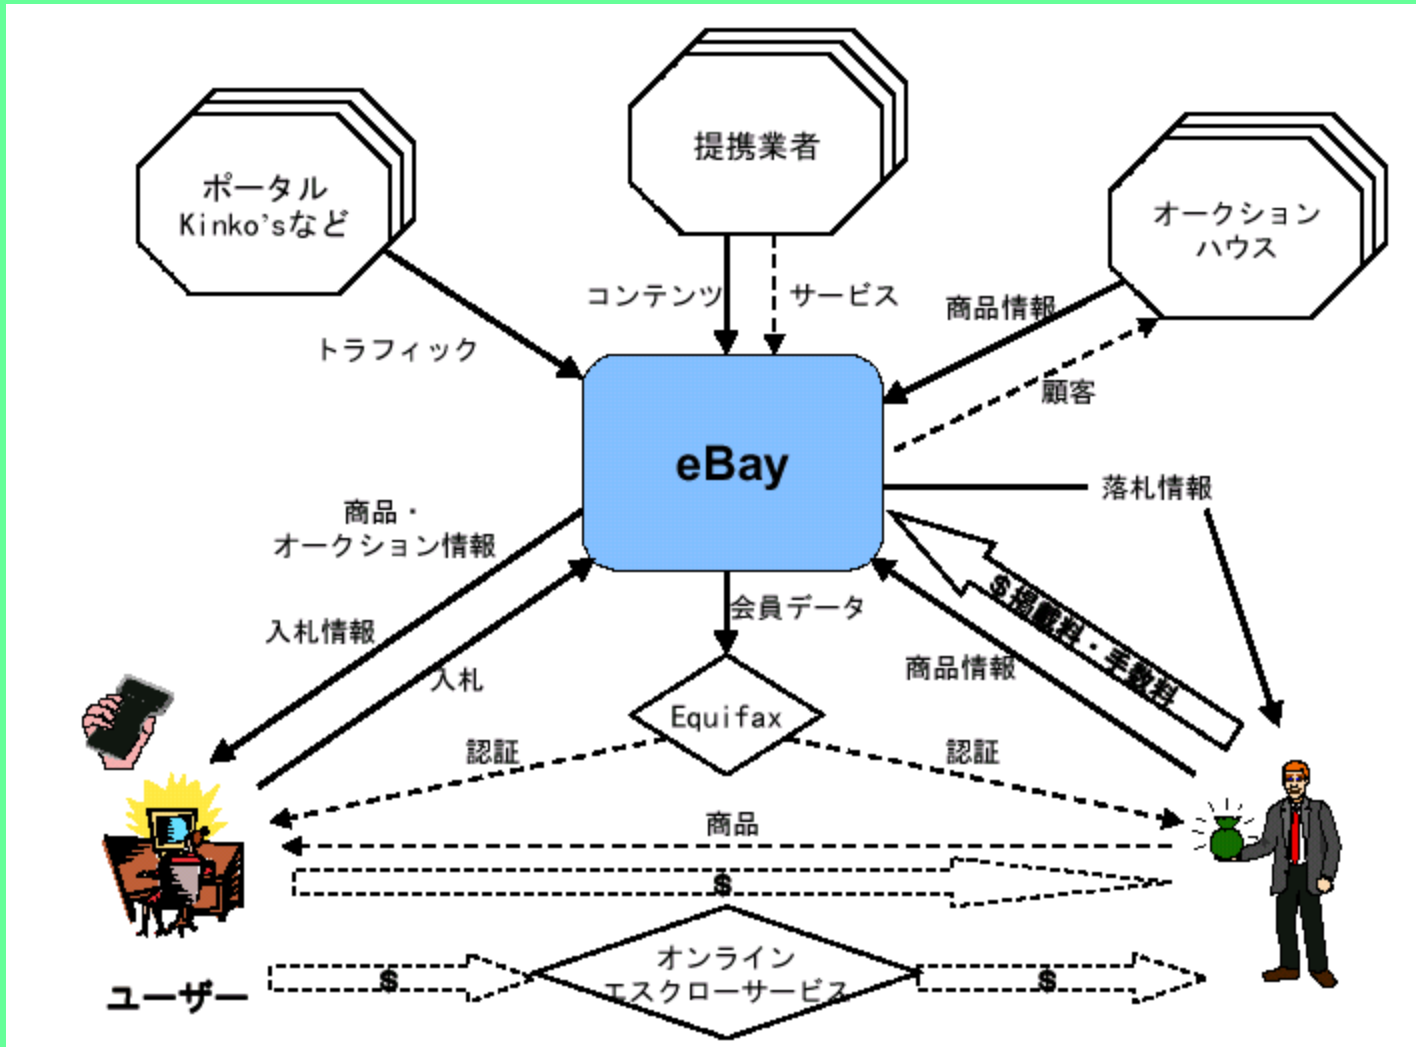 提携業者
ポータル
Kinko'sなど
オークション
ハウス
コンテンツ
サービス
商品情報
トラフィック
顧客
eBay
落札情報
商品・
オークション情報
$掲載料・手数料
会員データ
入札情報
商品情報
入札
Equifax
認証
認証
商品
$
オンライン
エスクローサービス
$
$
ユーザー